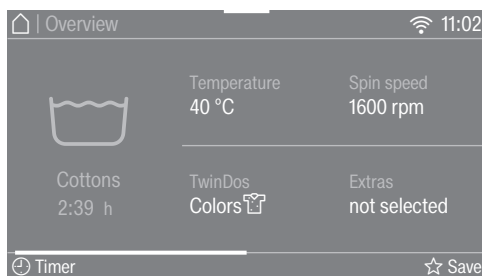 | Overview
11:02
Temperature
40 °C
Spin speed
1600 rpm
Cottons
2:39 h
TwinDos
Colors
Extras
not selected
Timer
Save